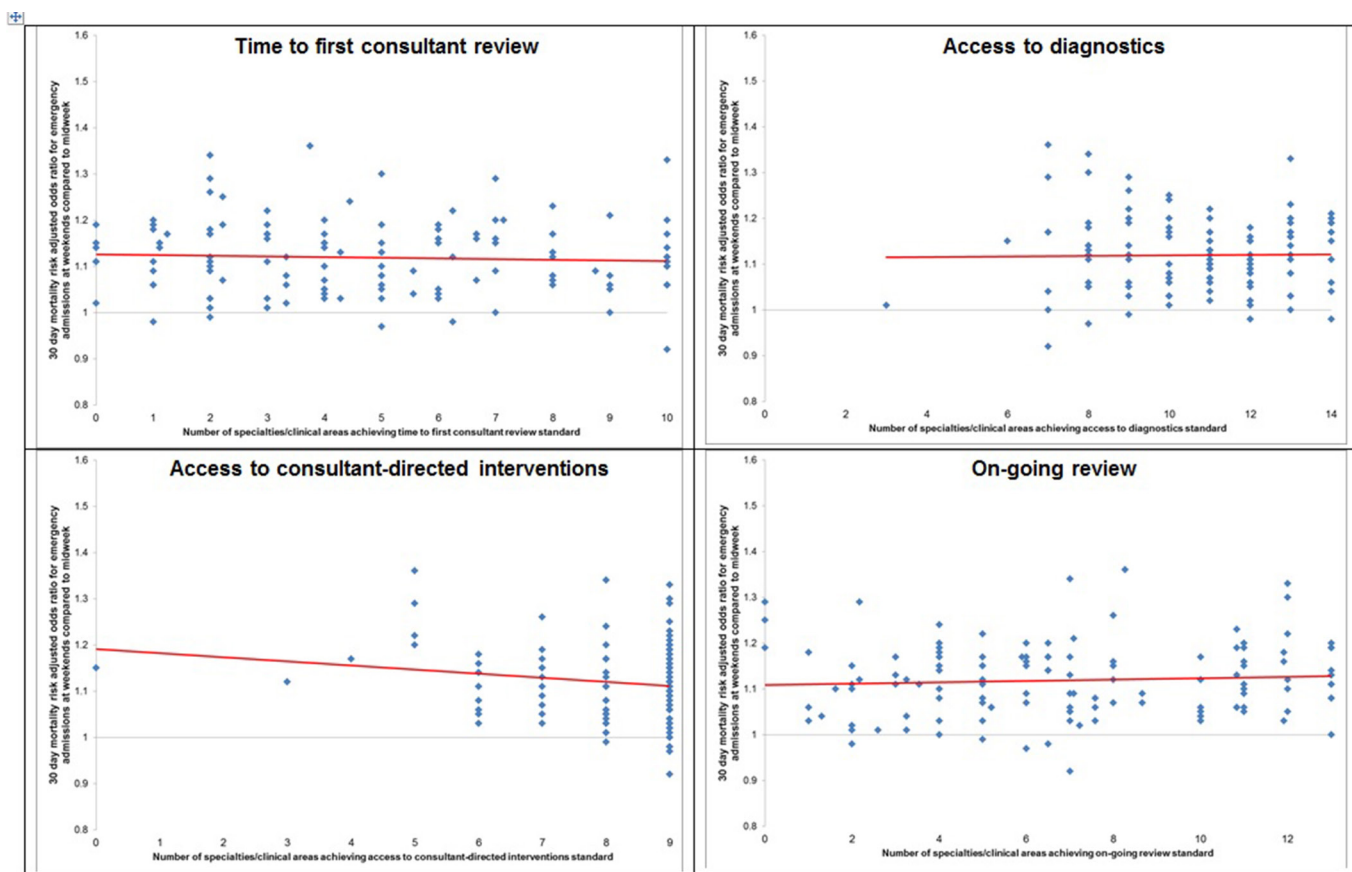 Time to first consultant review
30 day mortality risk adjusted odds ratio for emergency
admissions at weekends compared to midweek
1.6
1.5
1.4
1.3
1.2
1.1
1
0.9
0.8
0 1 2 3 4 5 6 7 8 9 10
Number of specialties/clinical areas achieving time to first consultant review standard
Access to diagnostics
30 day mortality risk adjusted odds ratio for emergency
admissions at weekends compared to midweek
1.6
1.5
1.4
1.3
1.2
1.1
1
0.9
0.8
0 2 4 6 8 10 12 14
Number of specialties/clinical areas achieving access to diagnostics standard
Access to consultant-directed interventions
30 day mortality risk adjusted odds ratio for emergency
admissions at weekends compared to midweek
1.6
1.5
1.4
1.3
1.2
1.1
1
0.9
0.8
0 1 2 3 4 5 6 7 8 9
Number of specialties/clinical areas achieving access to consultant-directed interventions standard
On-going review
30 day mortality risk adjusted odds ratio for emergency
admissions at weekends compared to midweek
1.6
1.5
1.4
1.3
1.2
1.1
1
0.9
0.8
0 2 4 6 8 10 12
Number of specialties/clinical areas achieving on-going review standard